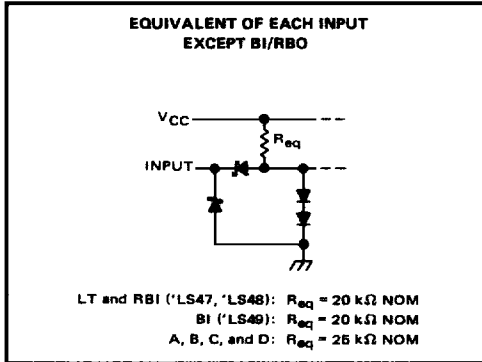 EQUIVALENT OF EACH INPUT
EXCEPT BI/RBO
VCC
Req
INPUT
LT and RBI ('LS47, 'LS48): Req = 20 kΩ NOM
BI ('LS49): Req = 20 kΩ NOM
A, B, C, and D: Req = 25 kΩ NOM